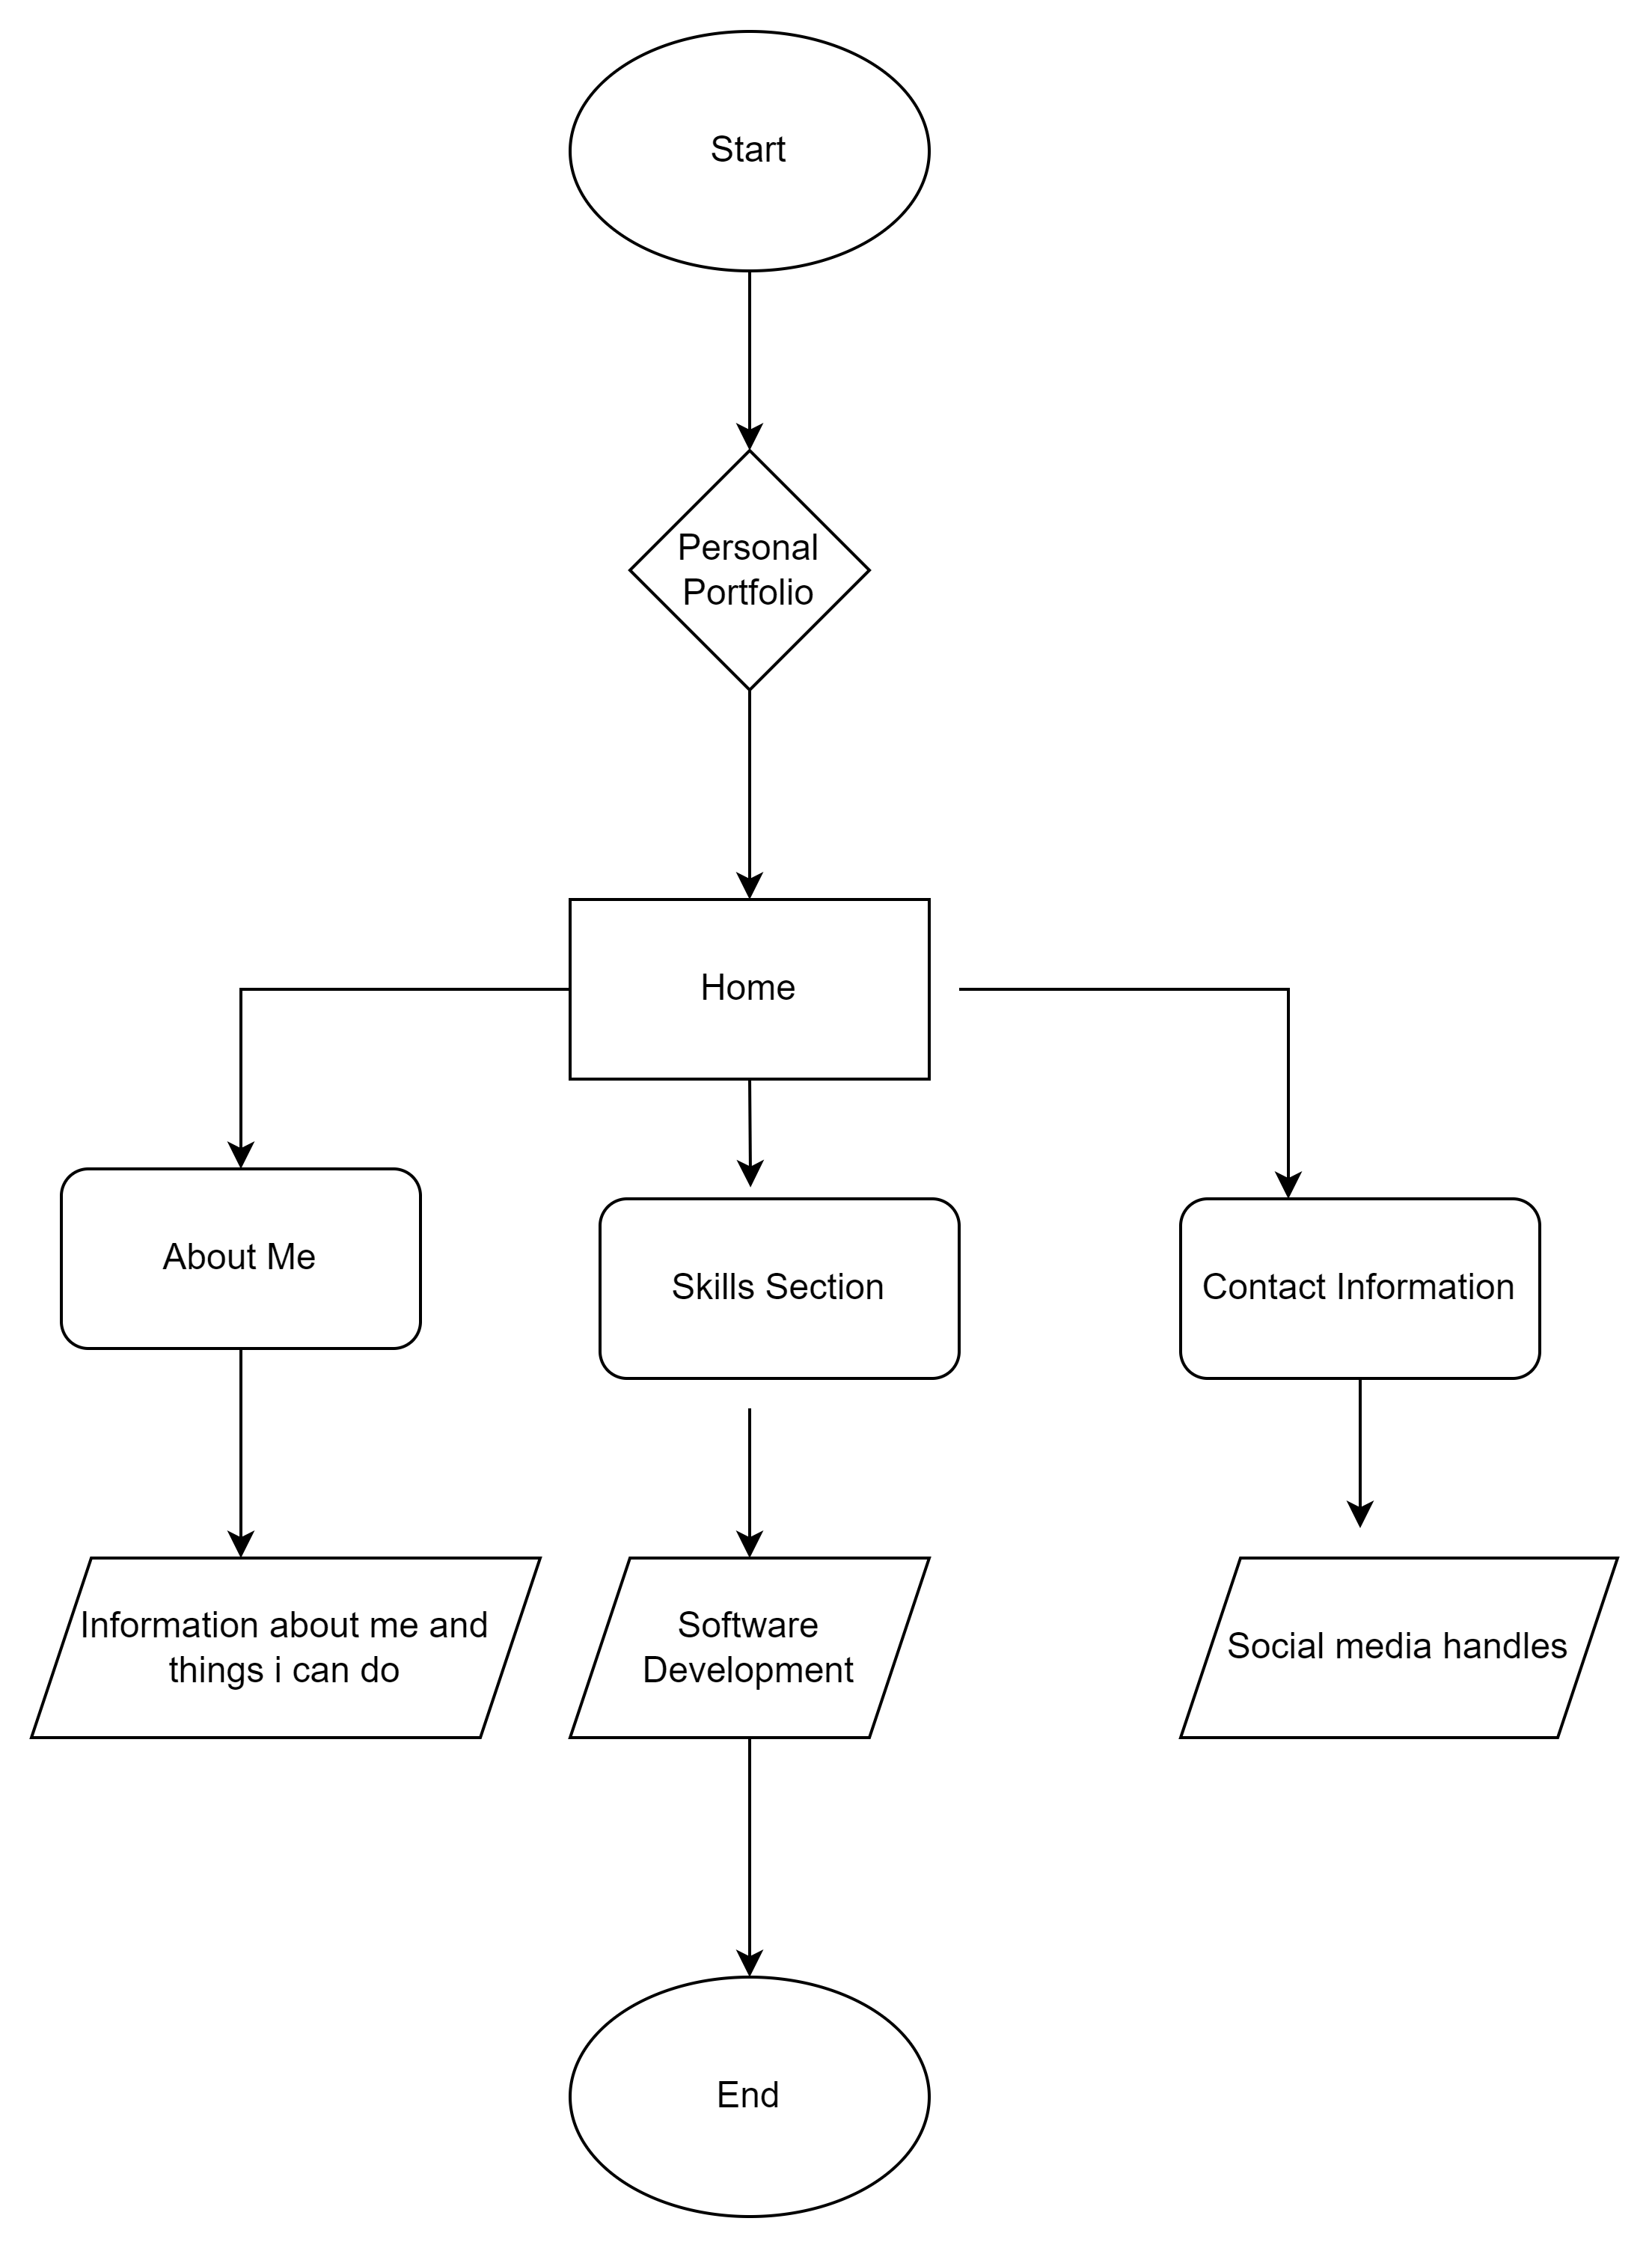 Start
Personal
Portfolio
Home
About Me
Skills Section
Contact Information
Information about me and
things i can do
Software
Development
Social media handles
End